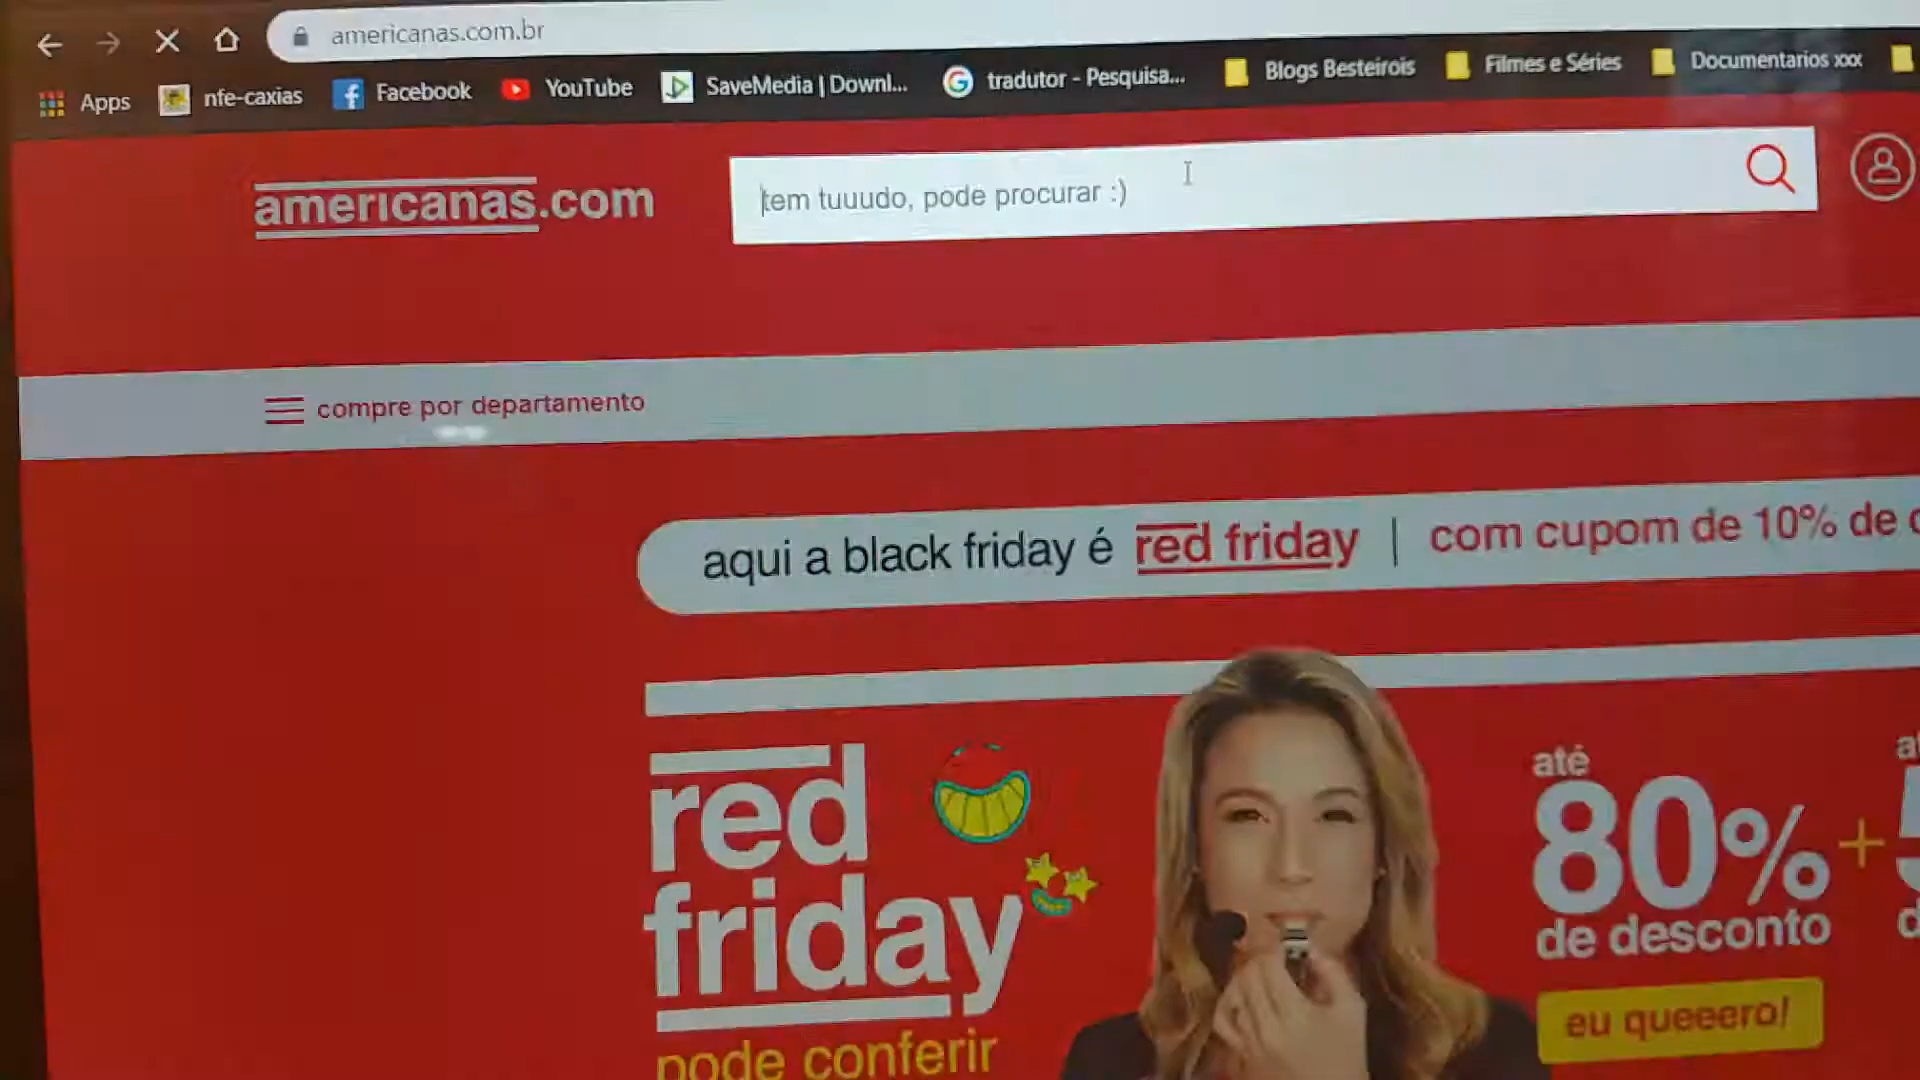 americanas.com.br
Apps nfe-caxias Facebook YouTube SaveMedia | Downl... tradutor - Pesquisa... Blogs Besteirois Filmes e Séries Documentarios xxx
americanas.com
tem tuuudo, pode procurar :)
compre por departamento
aqui a black friday é red friday | com cupom de 10% de
red
friday
pode conferir
até
80% +
de desconto
eu queeero!